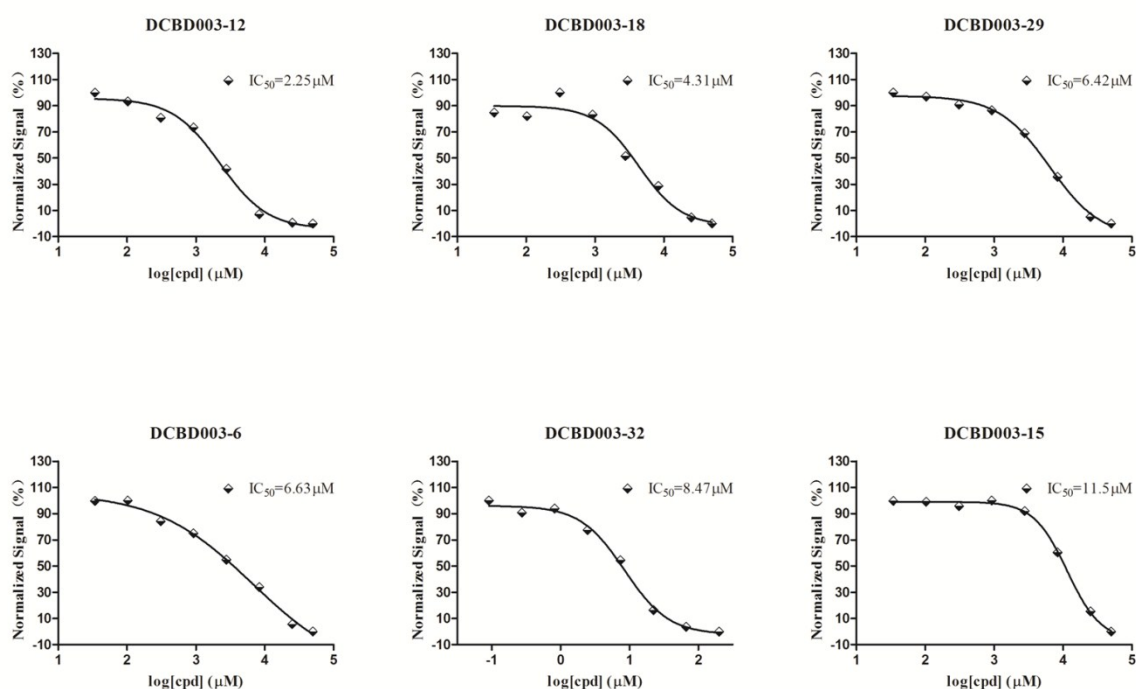 DCBD003-12
130
110
90
70
50
30
10
-10
Normalized Signal (%)
IC50=2.25μM
1 2 3 4 5
log[cpd] (μM)
DCBD003-18
130
110
90
70
50
30
10
-10
Normalized Signal (%)
IC50=4.31μM
1 2 3 4 5
log[cpd] (μM)
DCBD003-29
130
110
90
70
50
30
10
-10
Normalized Signal (%)
IC50=6.42μM
1 2 3 4 5
log[cpd] (μM)
DCBD003-6
130
110
90
70
50
30
10
-10
Normalized Signal (%)
IC50=6.63μM
1 2 3 4 5
log[cpd] (μM)
DCBD003-32
130
110
90
70
50
30
10
-10
Normalized Signal (%)
IC50=8.47μM
-1 0 1 2
log[cpd] (μM)
DCBD003-15
130
110
90
70
50
30
10
-10
Normalized Signal (%)
IC50=11.5μM
1 2 3 4 5
log[cpd] (μM)